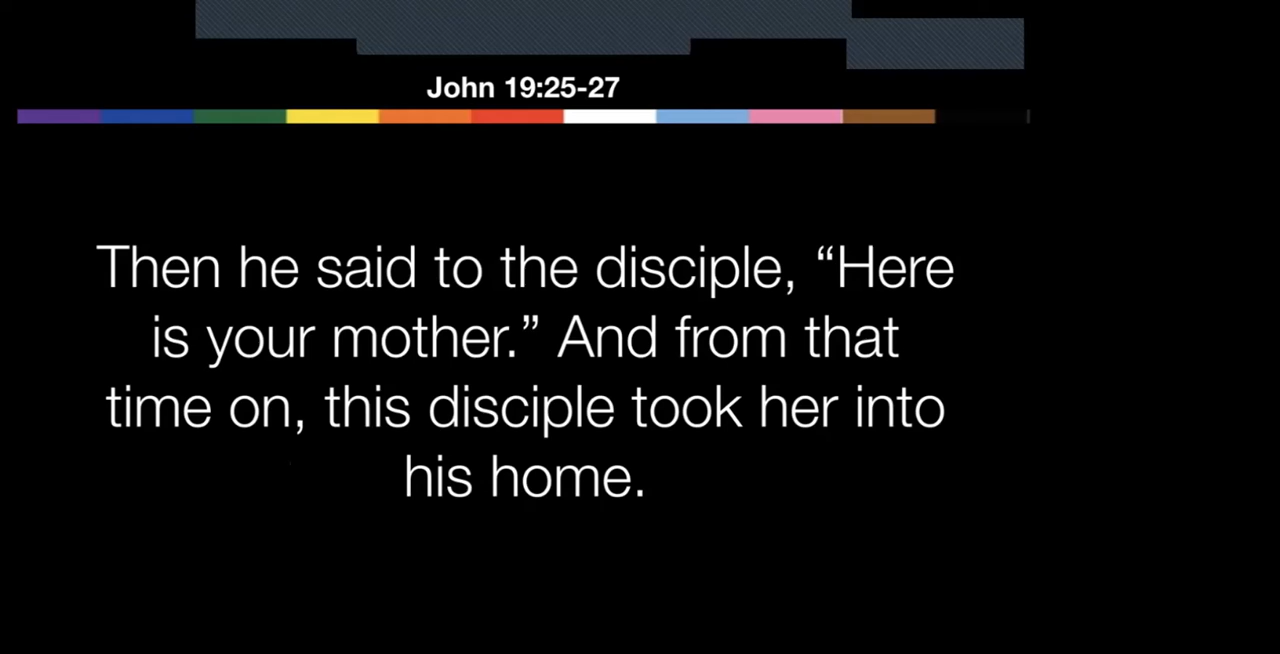 John 19:25-27
Then he said to the disciple, “Here
is your mother.” And from that
time on, this disciple took her into
his home.